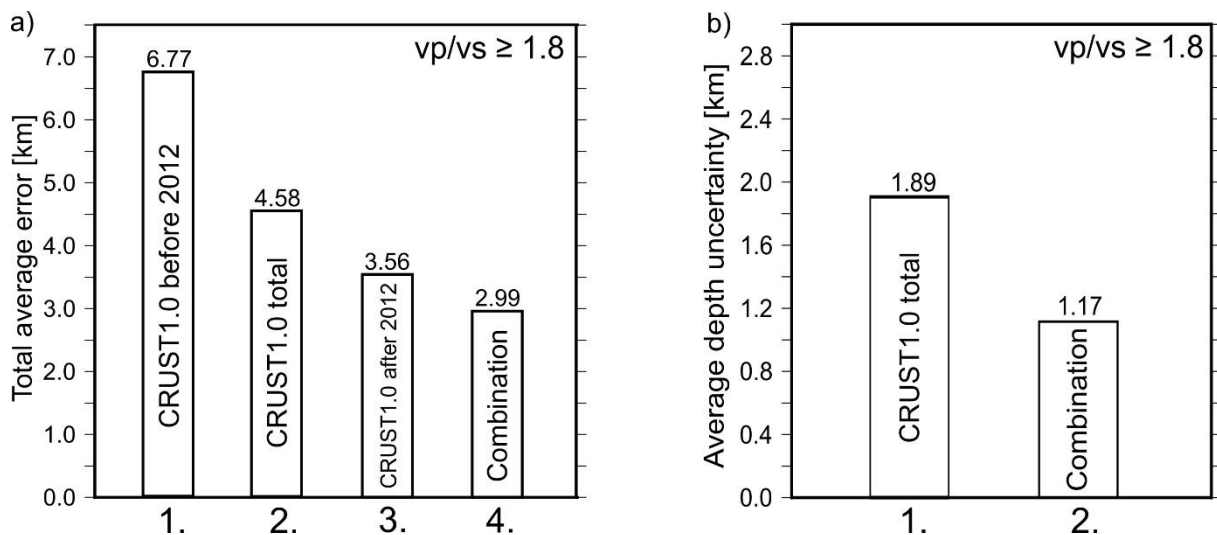 a)
vp/vs ≥ 1.8
Total average error [km]
7.0
6.0
5.0
4.0
3.0
2.0
1.0
0.0
6.77
CRUST1.0 before 2012
4.58
CRUST1.0 total
3.56
CRUST1.0 after 2012
2.99
Combination
1.
2.
3.
4.
b)
vp/vs ≥ 1.8
Average depth uncertainty [km]
2.8
2.4
2.0
1.6
1.2
0.8
0.4
0.0
1.89
CRUST1.0 total
1.17
Combination
1.
2.